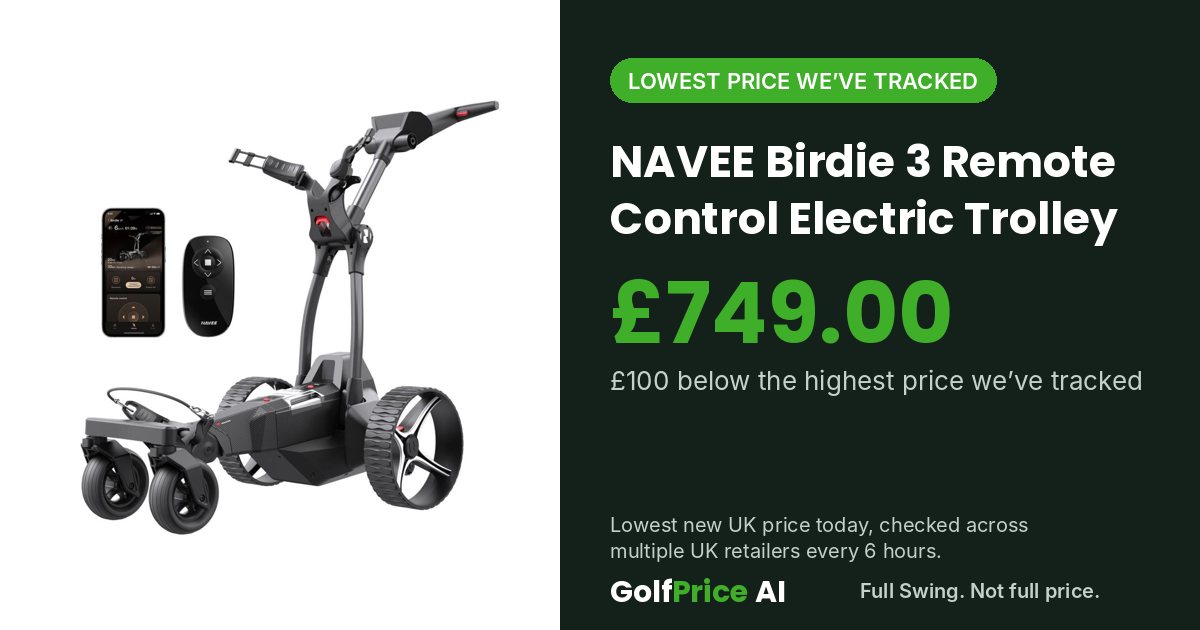 LOWEST PRICE WE’VE TRACKED
NAVEE Birdie 3 Remote
Control Electric Trolley
£749.00
£100 below the highest price we’ve tracked
NAVEE
Lowest new UK price today, checked across
multiple UK retailers every 6 hours.
GolfPrice AI
Full Swing. Not full price.